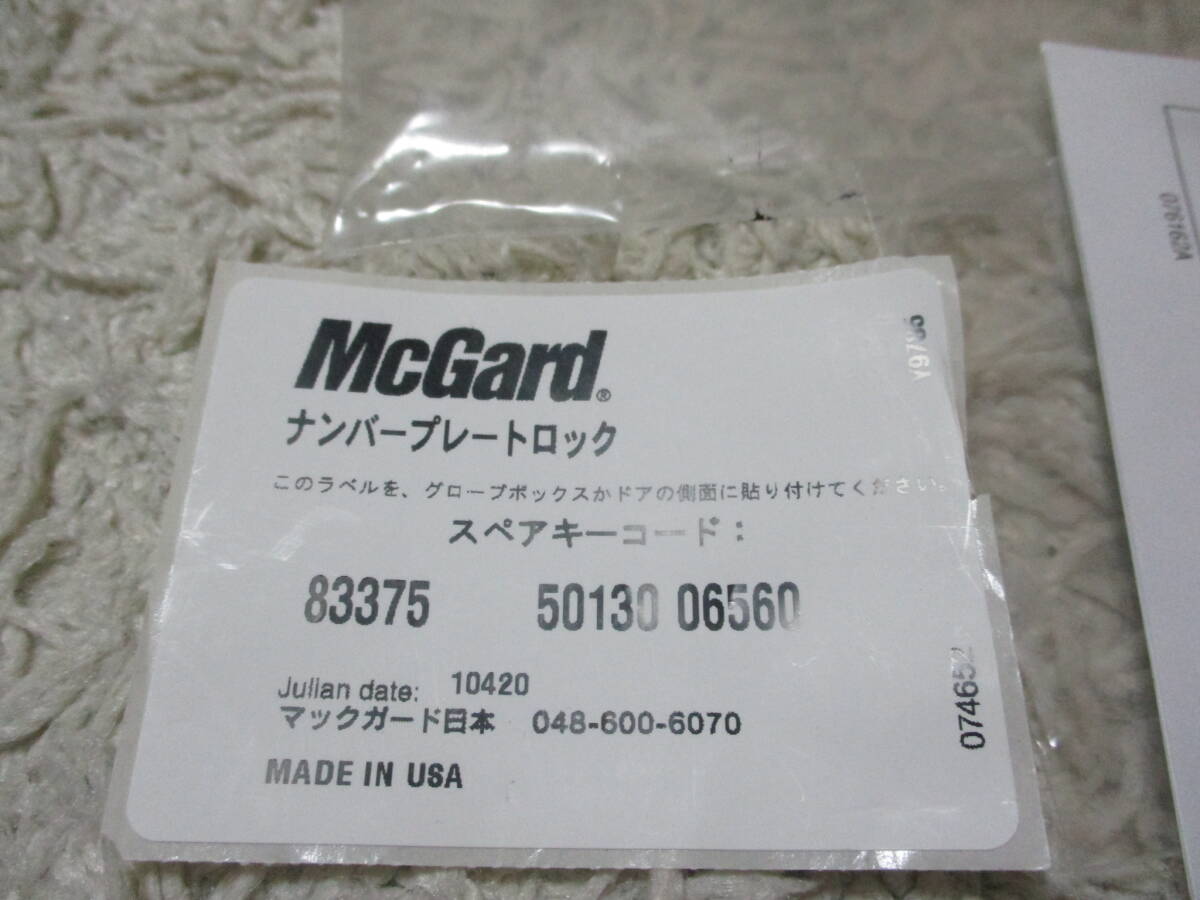 McGard®
ナンバープレートロック
このラベルを、グローブボックスかドアの側面に貼り付けてください。
スペアキーコード：
83375 50130 06560
Julian date: 10420
マックガード日本 048-600-6070
MADE IN USA
074652